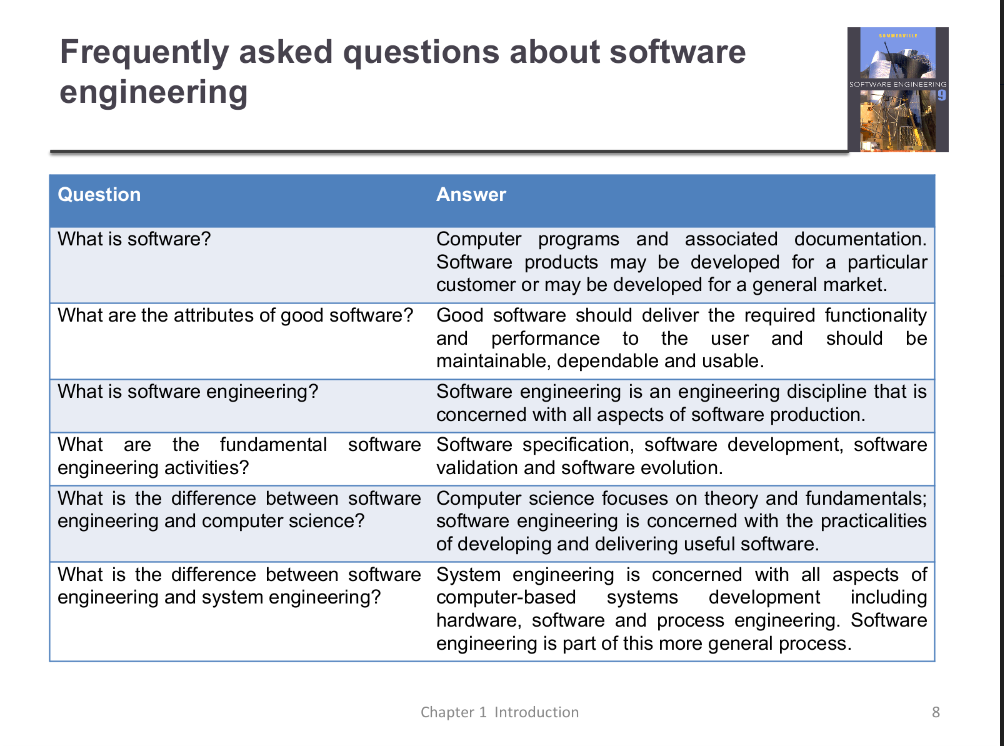 Frequently asked questions about software
engineering
SOMMERVILLE
SOFTWARE ENGINEERING
9
Question Answer
What is software? Computer programs and associated documentation.
Software products may be developed for a particular
customer or may be developed for a general market.
What are the attributes of good software? Good software should deliver the required functionality
and performance to the user and should be
maintainable, dependable and usable.
What is software engineering? Software engineering is an engineering discipline that is
concerned with all aspects of software production.
What are the fundamental software Software specification, software development, software
engineering activities? validation and software evolution.
What is the difference between software Computer science focuses on theory and fundamentals;
engineering and computer science? software engineering is concerned with the practicalities
of developing and delivering useful software.
What is the difference between software System engineering is concerned with all aspects of
engineering and system engineering? computer-based systems development including
hardware, software and process engineering. Software
engineering is part of this more general process.
Chapter 1 Introduction 8